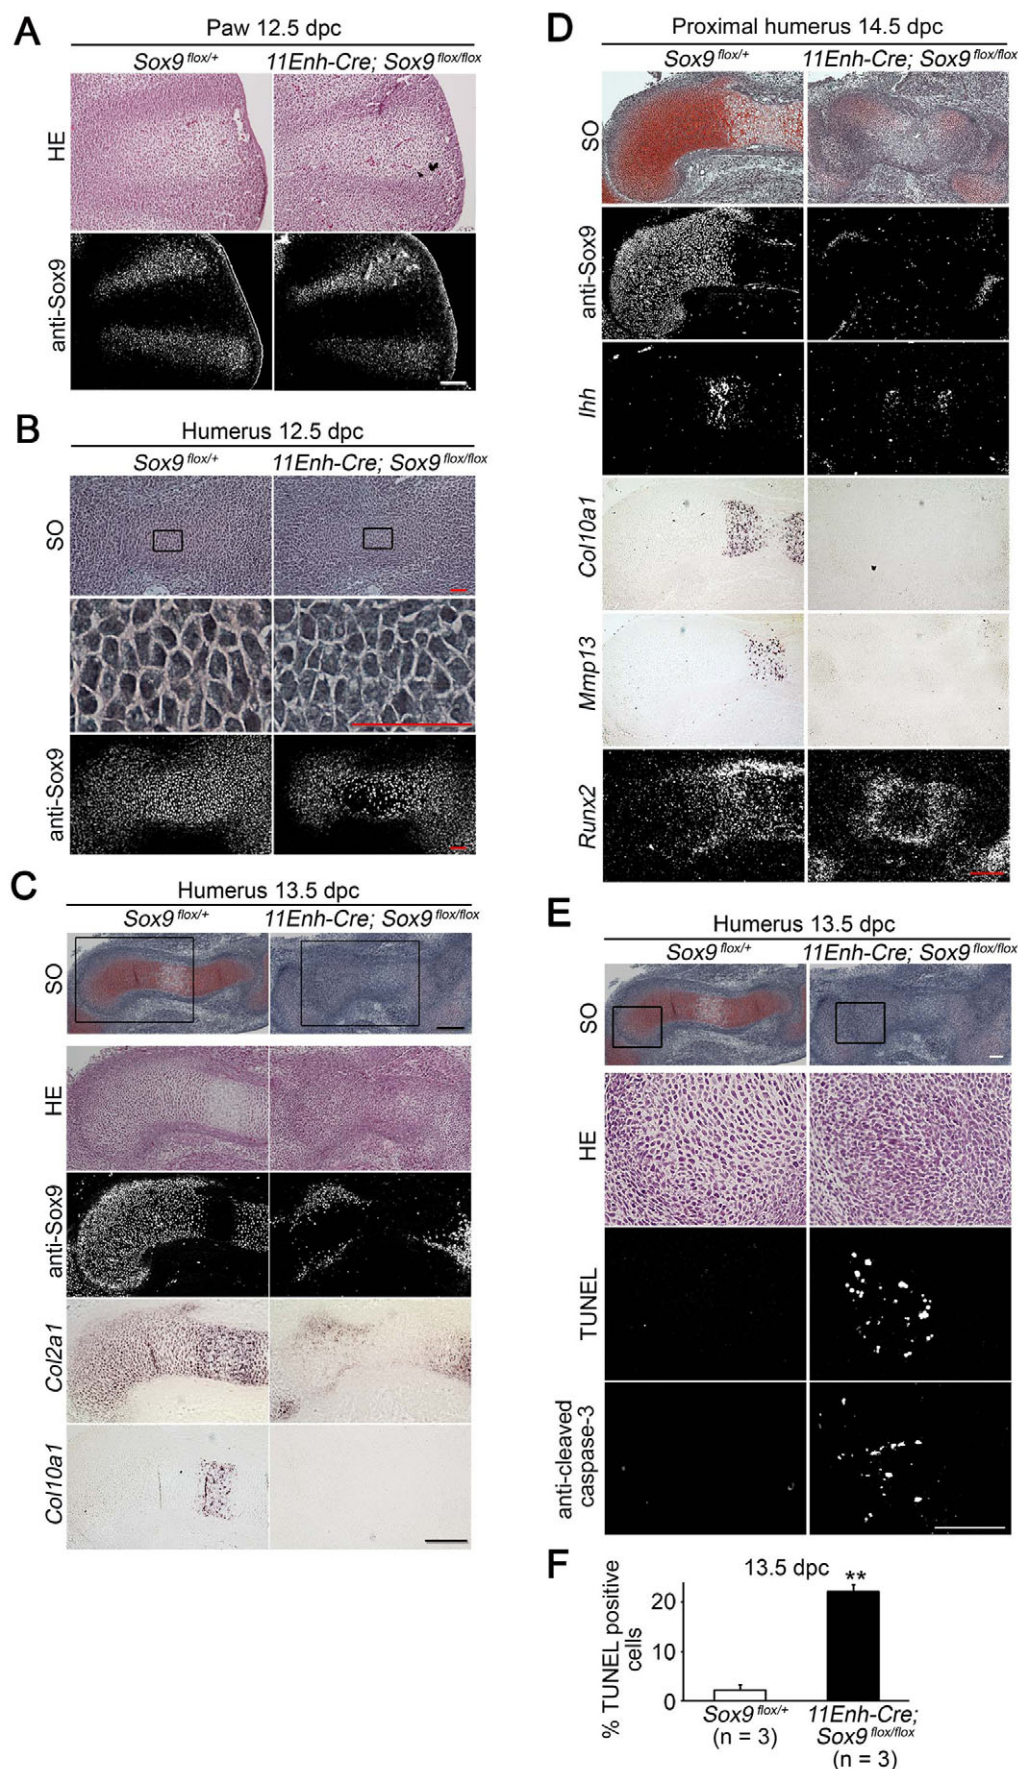 A
Paw 12.5 dpc
Sox9 flox/+
11Enh-Cre; Sox9 flox/flox
HE
anti-Sox9
B
Humerus 12.5 dpc
Sox9 flox/+
11Enh-Cre; Sox9 flox/flox
SO
anti-Sox9
C
Humerus 13.5 dpc
Sox9 flox/+
11Enh-Cre; Sox9 flox/flox
SO
HE
anti-Sox9
Col2a1
Col10a1
D
Proximal humerus 14.5 dpc
Sox9 flox/+
11Enh-Cre; Sox9 flox/flox
SO
anti-Sox9
Ihh
Col10a1
Mmp13
Runx2
E
Humerus 13.5 dpc
Sox9 flox/+
11Enh-Cre; Sox9 flox/flox
SO
HE
TUNEL
anti-cleaved
caspase-3
F
13.5 dpc
**
% TUNEL positive
cells
20
10
0
Sox9 flox/+
(n = 3)
11Enh-Cre;
Sox9 flox/flox
(n = 3)